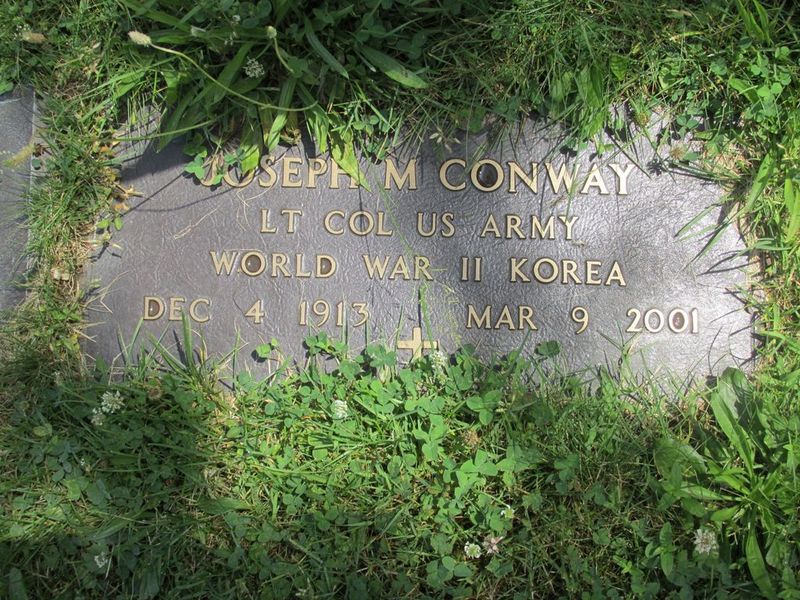 JOSEPH M CONWAY
LT COL US ARMY
WORLD WAR II KOREA
DEC 4 1913 MAR 9 2001